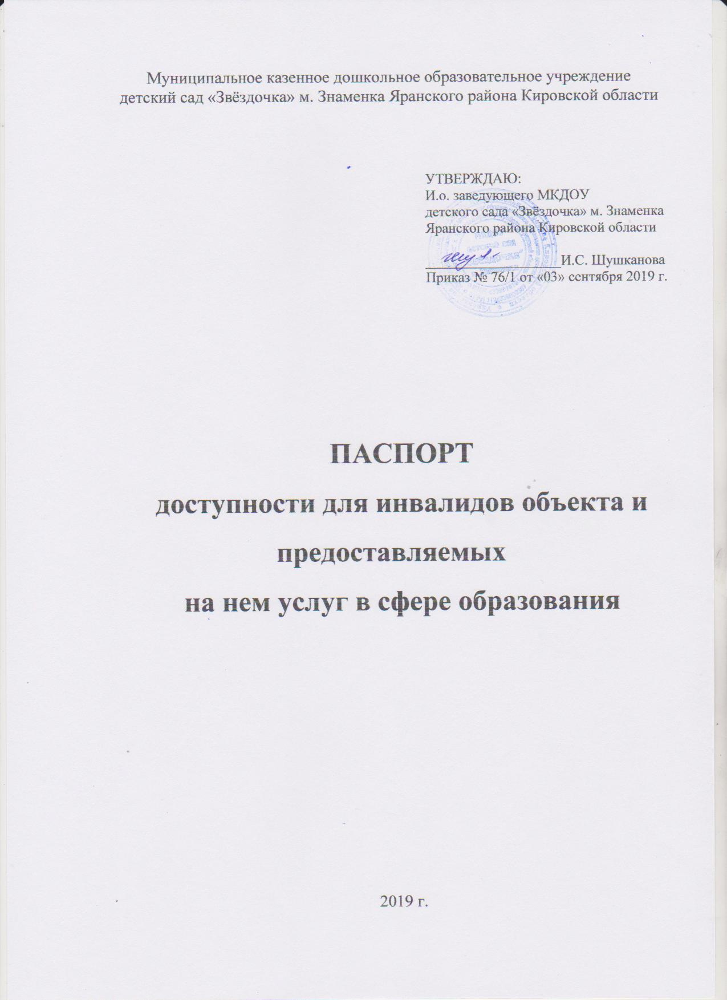 Муниципальное казенное дошкольное образовательное учреждение
детский сад «Звёздочка» м. Знаменка Яранского района Кировской области
УТВЕРЖДАЮ:
И.о. заведующего МКДОУ
детского сада «Звёздочка» м. Знаменка
Яранского района Кировской области
И.С. Шушканова
Приказ № 76/1 от «03» сентября 2019 г.
ПАСПОРТ
доступности для инвалидов объекта и
предоставляемых
на нем услуг в сфере образования
2019 г.